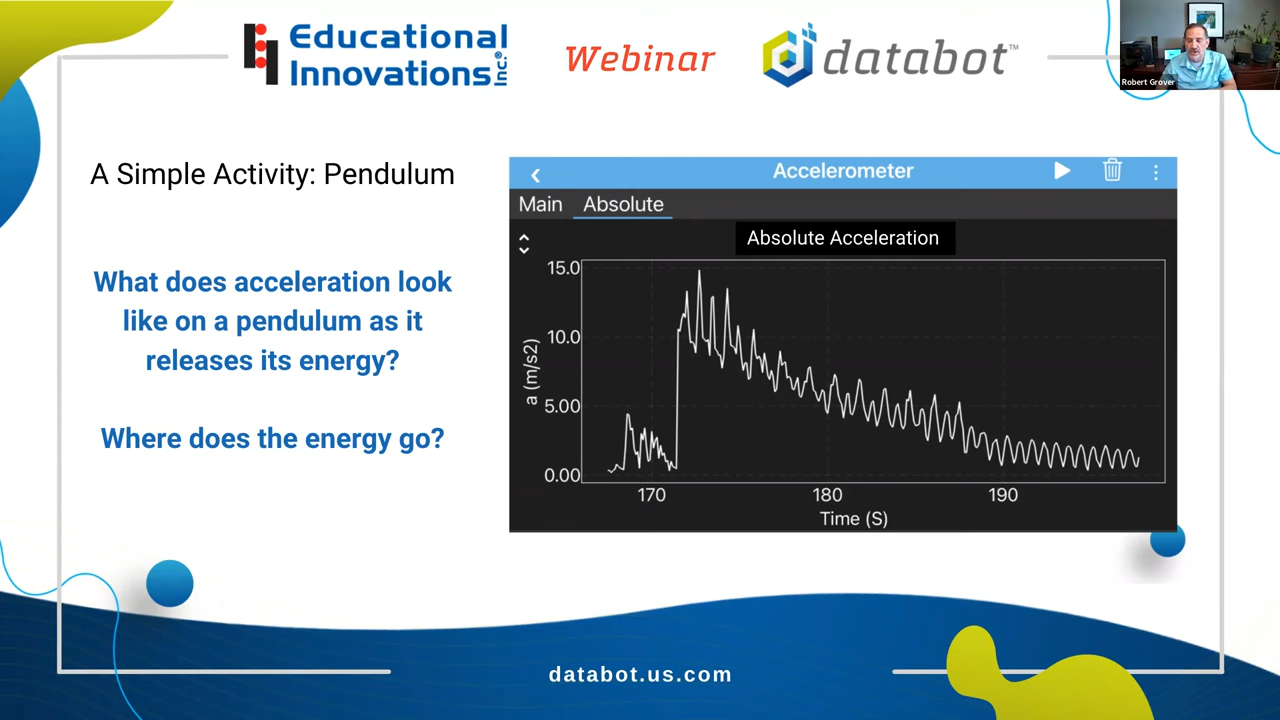 Educational
Innovations Inc.®
Webinar
databot™
Robert Grover
A Simple Activity: Pendulum
What does acceleration look
like on a pendulum as it
releases its energy?
Where does the energy go?
Accelerometer
Main Absolute
Absolute Acceleration
15.0
10.0
5.00
0.00
a (m/s2)
170 180 190
Time (S)
databot.us.com